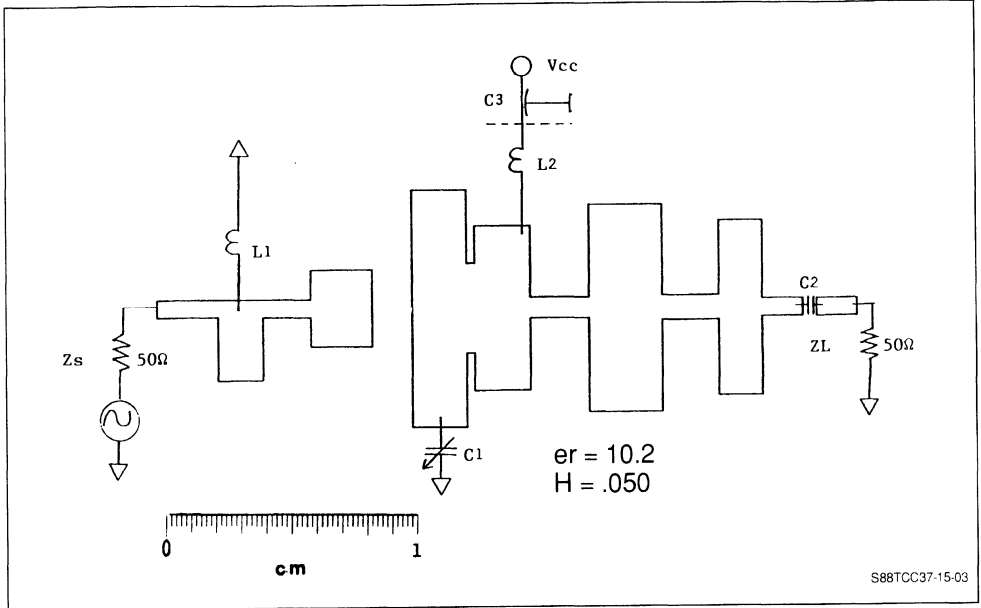 Vcc
C3
L2
L1
C2
Zs
50Ω
ZL
50Ω
C1
er = 10.2
H = .050
0
1
cm
S88TCC37-15-03